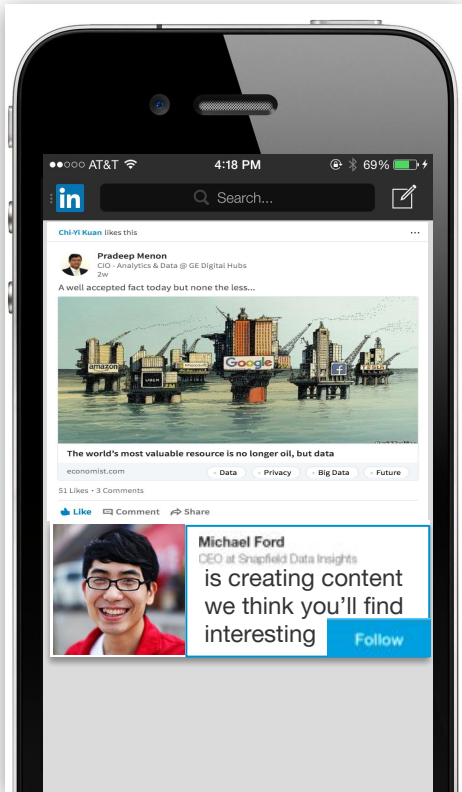 AT&T 4:18 PM 69%
in Search...
Chi-Yi Kuan likes this
Pradeep Menon
CIO - Analytics & Data @ GE Digital Hubs
2w
A well accepted fact today but none the less...
amazon UBER Google f
The world's most valuable resource is no longer oil, but data
economist.com Data Privacy Big Data Future
51 Likes • 3 Comments
Like Comment Share
Michael Ford
CEO at Snapfield Data Insights
is creating content
we think you'll find
interesting Follow